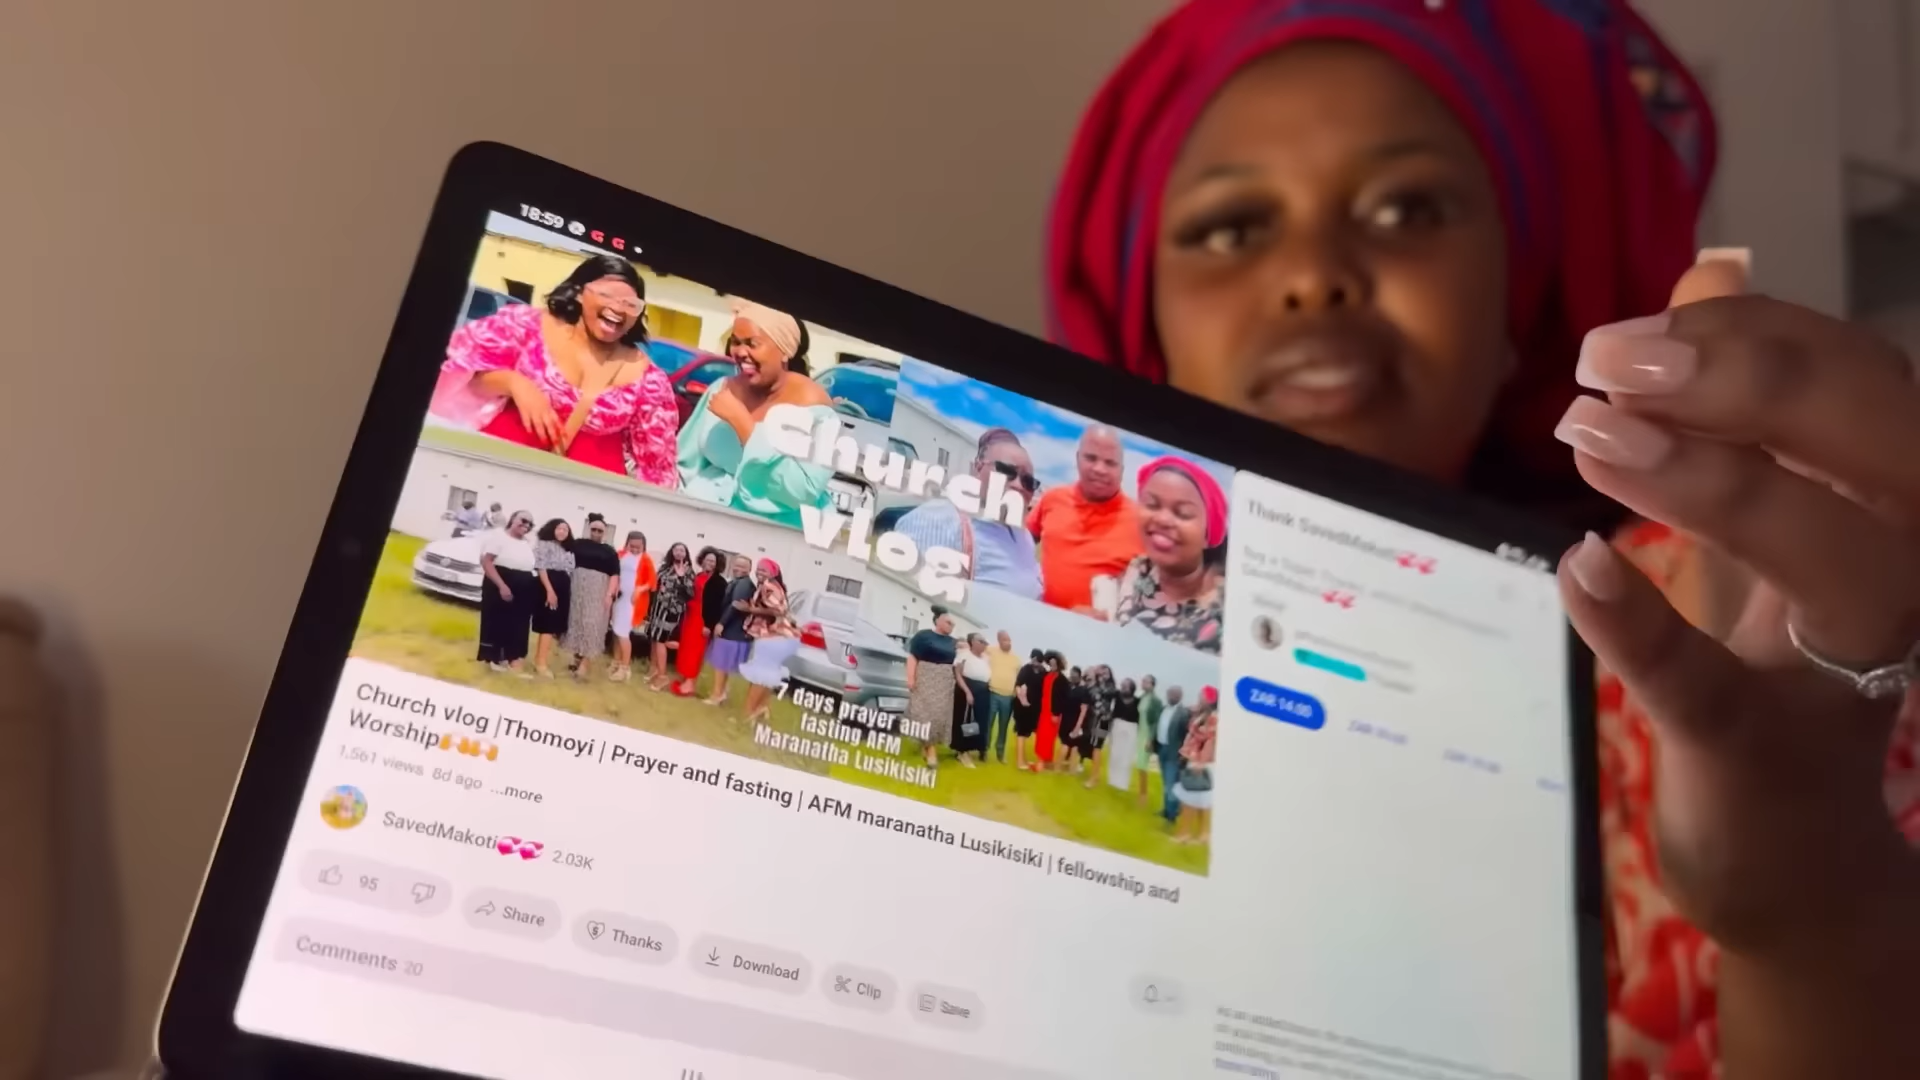 18:59
Church
vlog
7 days prayer and
fasting AFM
Maranatha Lusikisiki
Church vlog |Thomoyi | Prayer and fasting | AFM maranatha Lusikisiki | fellowship and
Worship🙌🙌🙌
1,561 views 8d ago ...more
SavedMakoti💞💞 2.03K
95
Share
Thanks
Download
Clip
Save
Comments 20
Thank SavedMakoti💞
ZAR 14.00